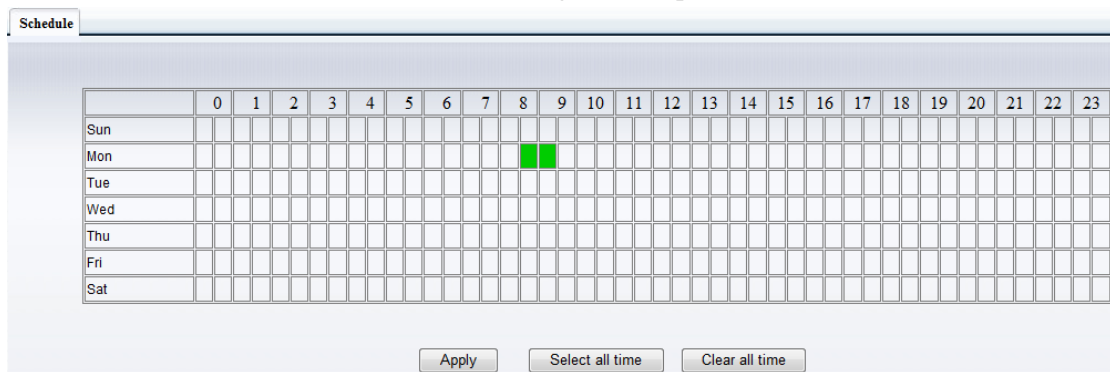 Schedule
0 1 2 3 4 5 6 7 8 9 10 11 12 13 14 15 16 17 18 19 20 21 22 23
Sun
Mon
Tue
Wed
Thu
Fri
Sat
Apply Select all time Clear all time